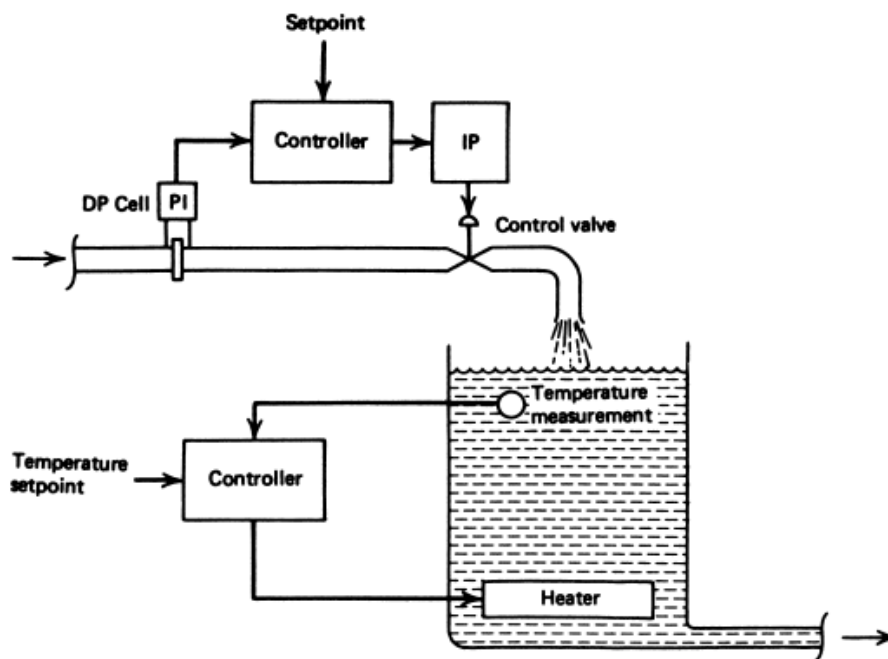 Setpoint
Controller
IP
DP Cell
PI
Control valve
Temperature
measurement
Temperature
setpoint
Controller
Heater